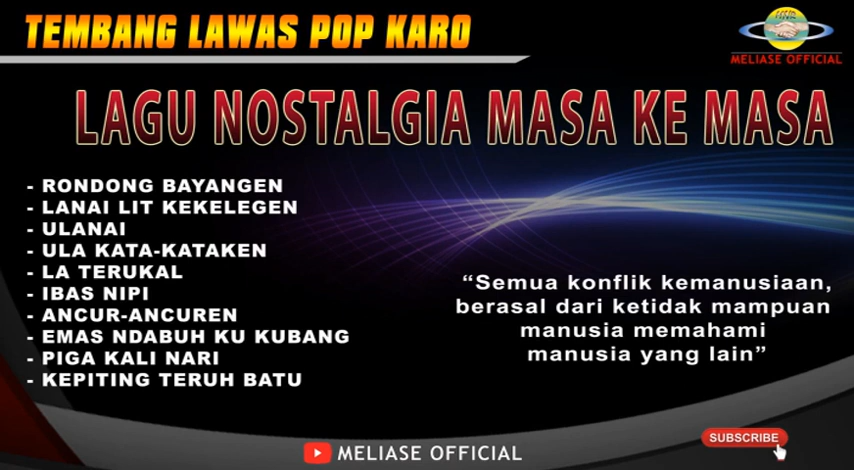 TEMBANG LAWAS POP KARO
MELIASE OFFICIAL
LAGU NOSTALGIA MASA KE MASA
- RONDONG BAYANGEN
- LANAI LIT KEKELEGEN
- ULANAI
- ULA KATA-KATAKEN
- LA TERUKAL
- IBAS NIPI
- ANCUR-ANCUREN
- EMAS NDABUH KU KUBANG
- PIGA KALI NARI
- KEPITING TERUH BATU
“Semua konflik kemanusiaan,
berasal dari ketidak mampuan
manusia memahami
manusia yang lain”
MELIASE OFFICIAL
SUBSCRIBE